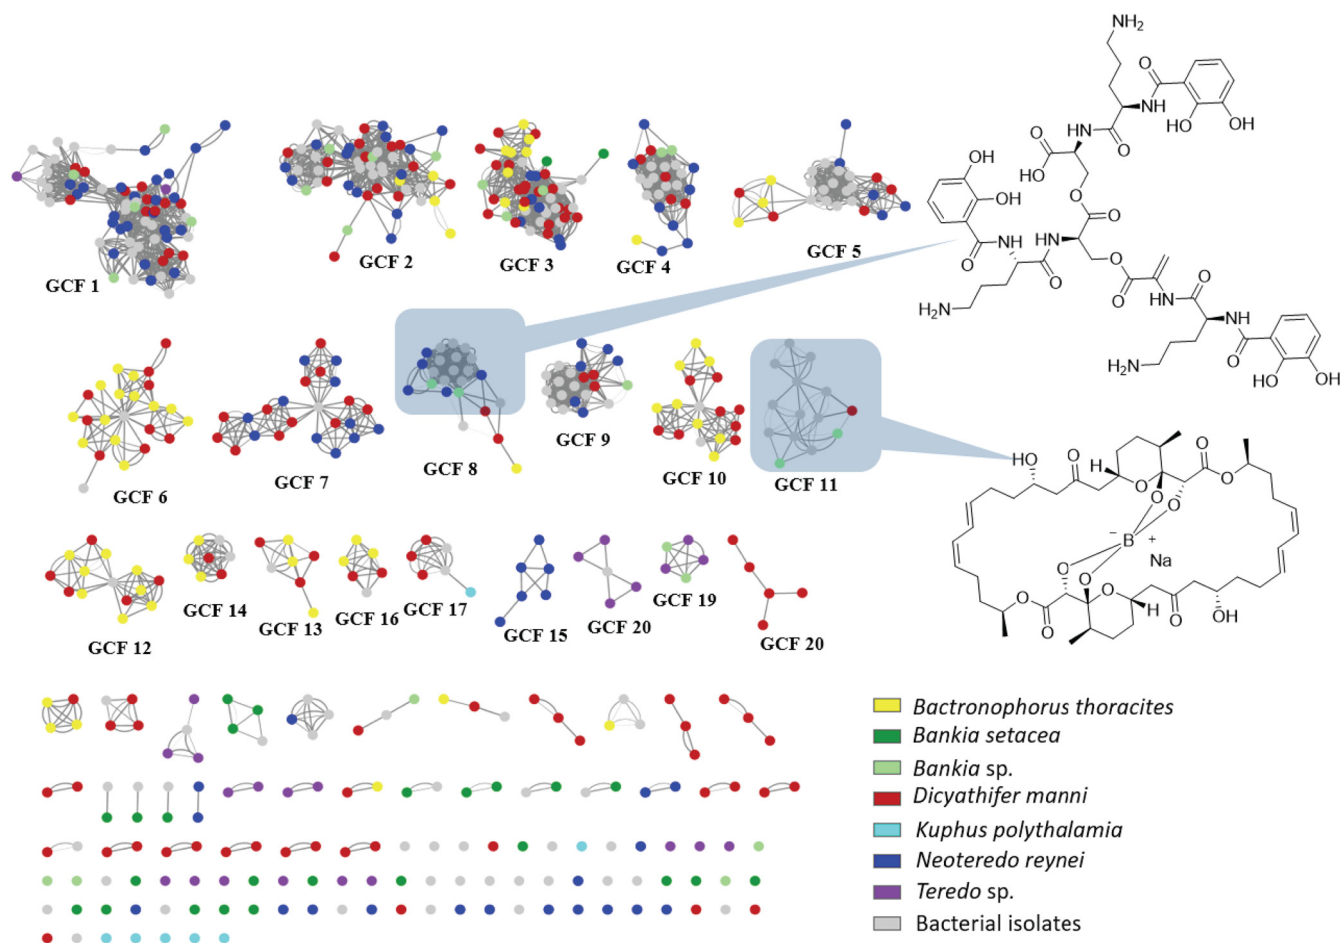 GCF 1
GCF 2
GCF 3
GCF 4
GCF 5
GCF 6
GCF 7
GCF 8
GCF 9
GCF 10
GCF 11
GCF 12
GCF 14
GCF 13
GCF 16
GCF 17
GCF 15
GCF 20
GCF 19
GCF 20
NH2
O
O
NH
HO
OH
HN
O
O
HO
O
O
OH
OH
O
NH
HN
O
O
H2N
O
O
NH
O
NH
O
H2N
HO
OH
HO
O
H
O
O
O
O
O
B
−
+
Na
O
O
O
O
O
H
O
OH
Bactronophorus thoracites
Bankia setacea
Bankia sp.
Dicyathifer manni
Kuphus polythalamia
Neoteredo reynei
Teredo sp.
Bacterial isolates